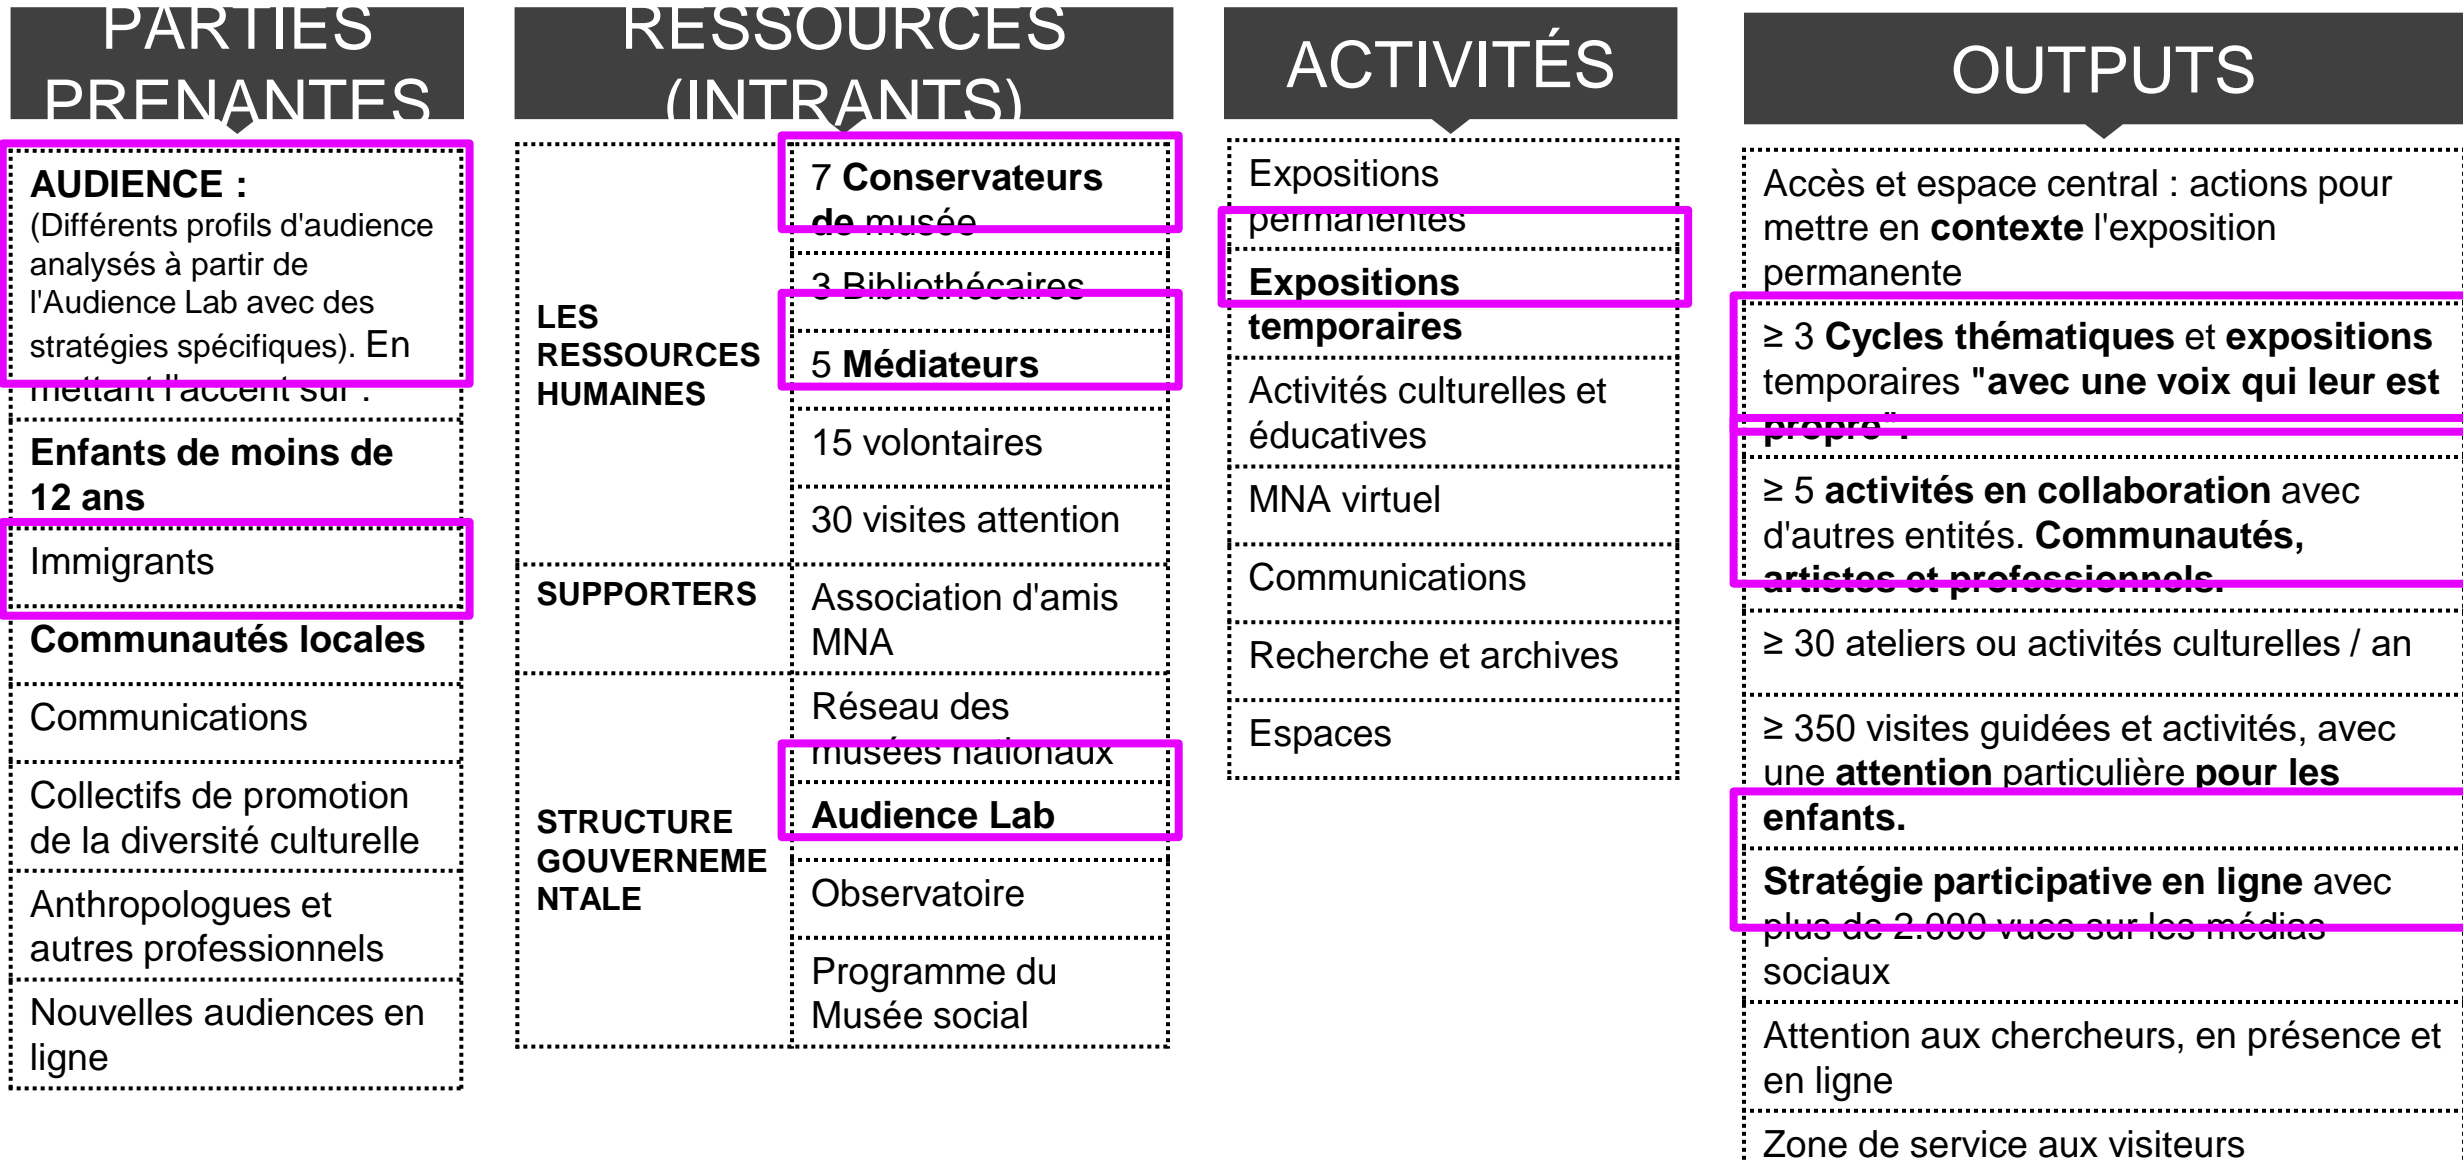 PARTIES
PRENANTES
AUDIENCE :
(Différents profils d'audience
analysés à partir de
l'Audience Lab avec des
stratégies spécifiques). En
mettant l'accent sur :
Enfants de moins de
12 ans
Immigrants
Communautés locales
Communications
Collectifs de promotion
de la diversité culturelle
Anthropologues et
autres professionnels
Nouvelles audiences en
ligne
RESSOURCES
(INTRANTS)
LES
RESSOURCES
HUMAINES
7 Conservateurs
de musée
3 Bibliothécaires
5 Médiateurs
15 volontaires
30 visites attention
SUPPORTERS
Association d'amis
MNA
STRUCTURE
GOUVERNEME
NTALE
Réseau des
musées nationaux
Audience Lab
Observatoire
Programme du
Musée social
ACTIVITÉS
Expositions
permanentes
Expositions
temporaires
Activités culturelles et
éducatives
MNA virtuel
Communications
Recherche et archives
Espaces
OUTPUTS
Accès et espace central : actions pour
mettre en contexte l'exposition
permanente
≥ 3 Cycles thématiques et expositions
temporaires "avec une voix qui leur est
propre".
≥ 5 activités en collaboration avec
d'autres entités. Communautés,
artistes et professionnels.
≥ 30 ateliers ou activités culturelles / an
≥ 350 visites guidées et activités, avec
une attention particulière pour les
enfants.
Stratégie participative en ligne avec
plus de 2.000 vues sur les médias
sociaux
Attention aux chercheurs, en présence et
en ligne
Zone de service aux visiteurs